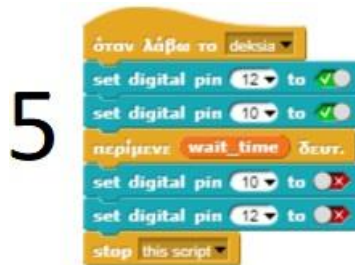 5
όταν λάβω το deksia
set digital pin 12 to
set digital pin 10 to
περίμενε wait_time δευτ.
set digital pin 10 to
set digital pin 12 to
stop this script